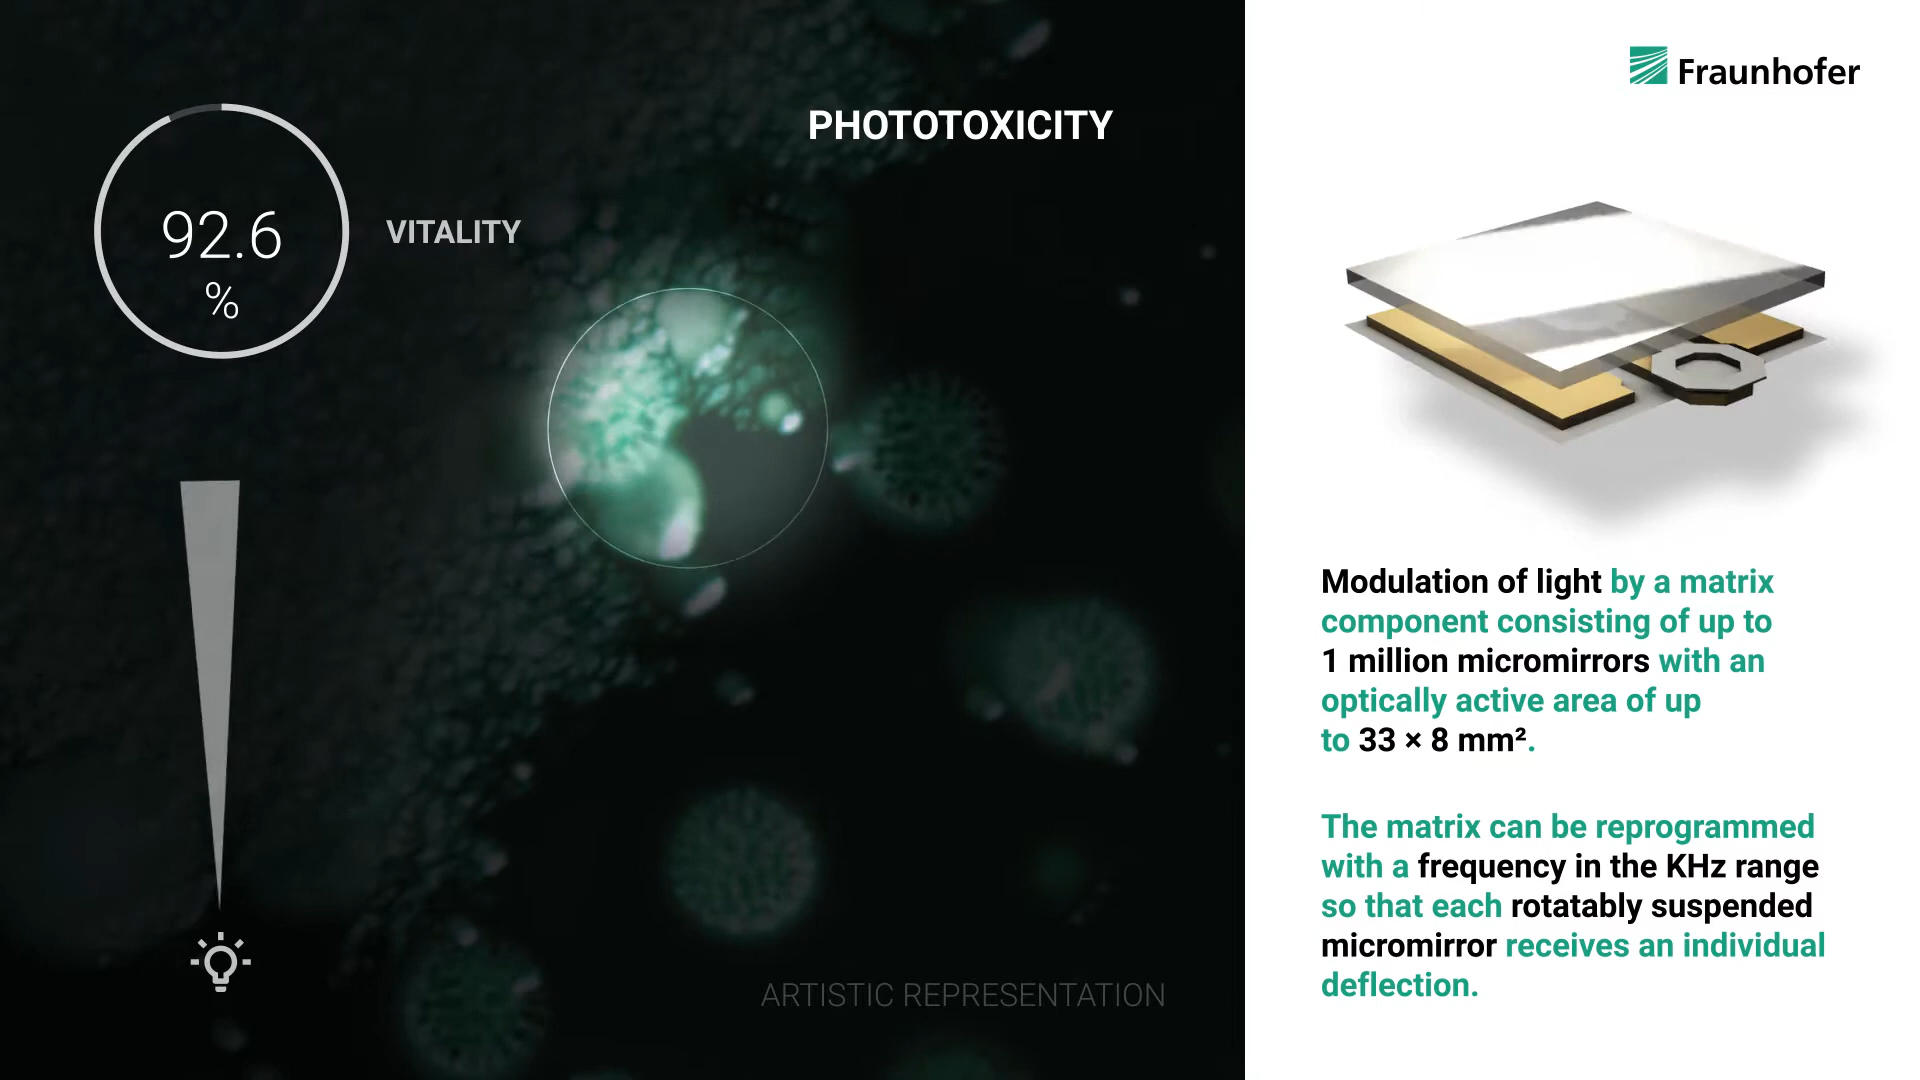 PHOTOTOXICITY
92.6
%
VITALITY
ARTISTIC REPRESENTATION
Fraunhofer
Modulation of light by a matrix
component consisting of up to
1 million micromirrors with an
optically active area of up
to 33 × 8 mm².
The matrix can be reprogrammed
with a frequency in the KHz range
so that each rotatably suspended
micromirror receives an individual
deflection.